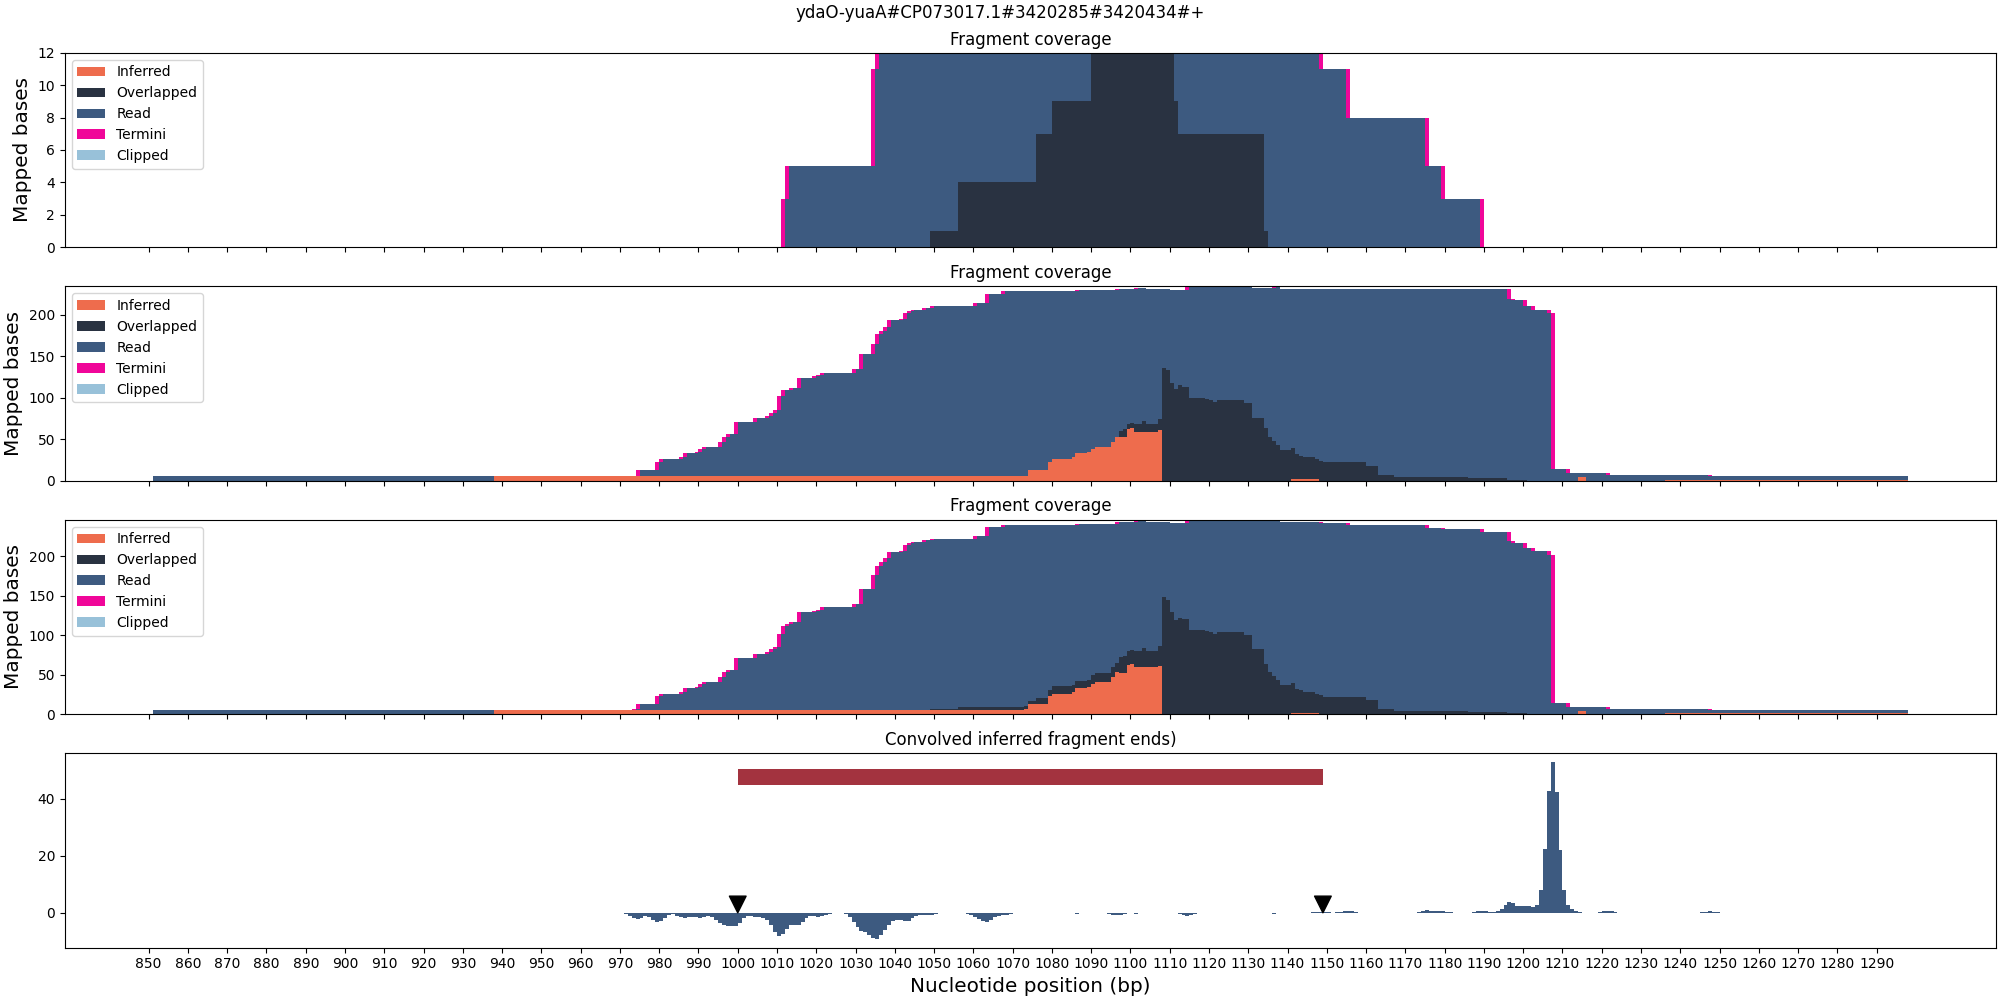 ydaO-yuaA#CP073017.1#3420285#3420434#+
Fragment coverage
Mapped bases
12
10
8
6
4
2
0
Inferred
Overlapped
Read
Termini
Clipped
Fragment coverage
Mapped bases
200
150
100
50
0
Inferred
Overlapped
Read
Termini
Clipped
Fragment coverage
Mapped bases
200
150
100
50
0
Inferred
Overlapped
Read
Termini
Clipped
Convolved inferred fragment ends)
40
20
0
850 860 870 880 890 900 910 920 930 940 950 960 970 980 990 1000 1010 1020 1030 1040 1050 1060 1070 1080 1090 1100 1110 1120 1130 1140 1150 1160 1170 1180 1190 1200 1210 1220 1230 1240 1250 1260 1270 1280 1290
Nucleotide position (bp)